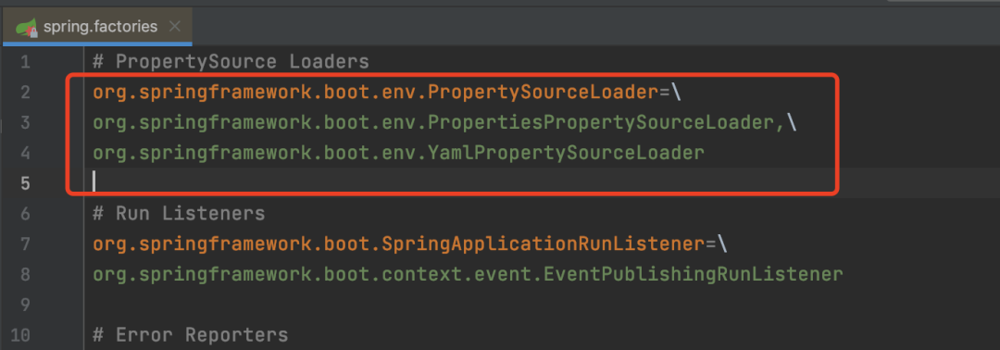 spring.factories
1 # PropertySource Loaders
2 org.springframework.boot.env.PropertySourceLoader=\
3 org.springframework.boot.env.PropertiesPropertySourceLoader,\
4 org.springframework.boot.env.YamlPropertySourceLoader
5
6 # Run Listeners
7 org.springframework.boot.SpringApplicationRunListener=\
8 org.springframework.boot.context.event.EventPublishingRunListener
9
10 # Error Reporters